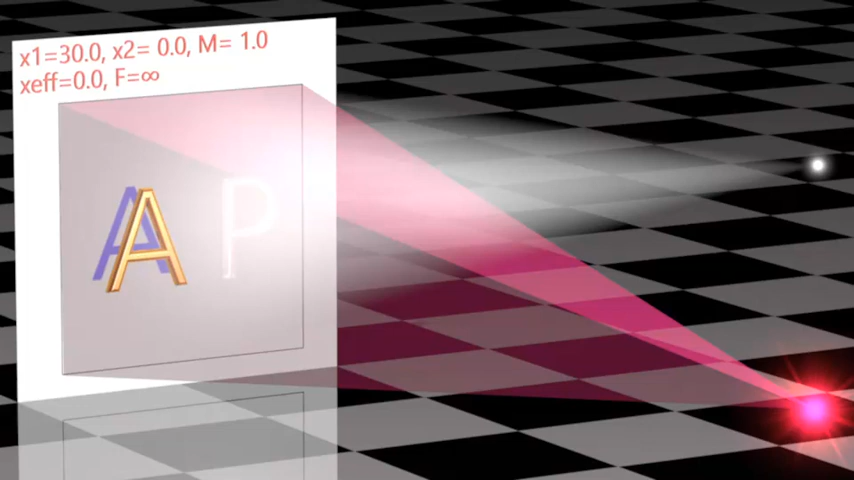 x1=30.0, x2= 0.0, M= 1.0
xeff=0.0, F=∞
A P